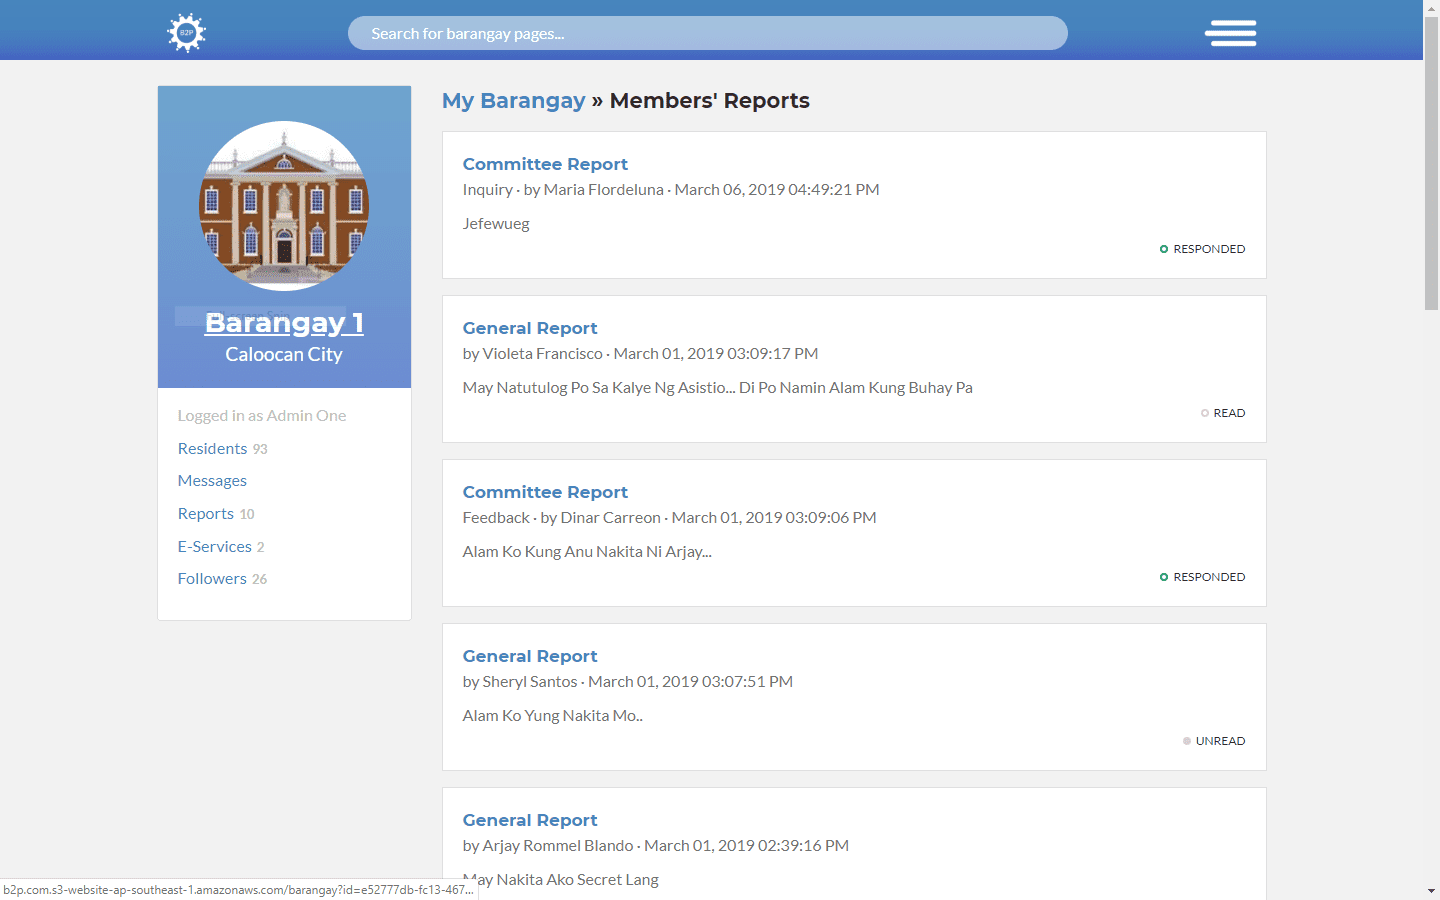 B2P
Search for barangay pages...
Barangay 1
Caloocan City
Logged in as Admin One
Residents 93
Messages
Reports 10
E-Services 2
Followers 26
My Barangay » Members' Reports
Committee Report
Inquiry · by Maria Flordeluna · March 06, 2019 04:49:21 PM
Jefewueg
RESPONDED
General Report
by Violeta Francisco · March 01, 2019 03:09:17 PM
May Natutulog Po Sa Kalye Ng Asistio... Di Po Namin Alam Kung Buhay Pa
READ
Committee Report
Feedback · by Dinar Carreon · March 01, 2019 03:09:06 PM
Alam Ko Kung Anu Nakita Ni Arjay...
RESPONDED
General Report
by Sheryl Santos · March 01, 2019 03:07:51 PM
Alam Ko Yung Nakita Mo..
UNREAD
General Report
by Arjay Rommel Blando · March 01, 2019 02:39:16 PM
May Nakita Ako Secret Lang
b2p.com.s3-website-ap-southeast-1.amazonaws.com/barangay?id=e52777db-fc13-467...